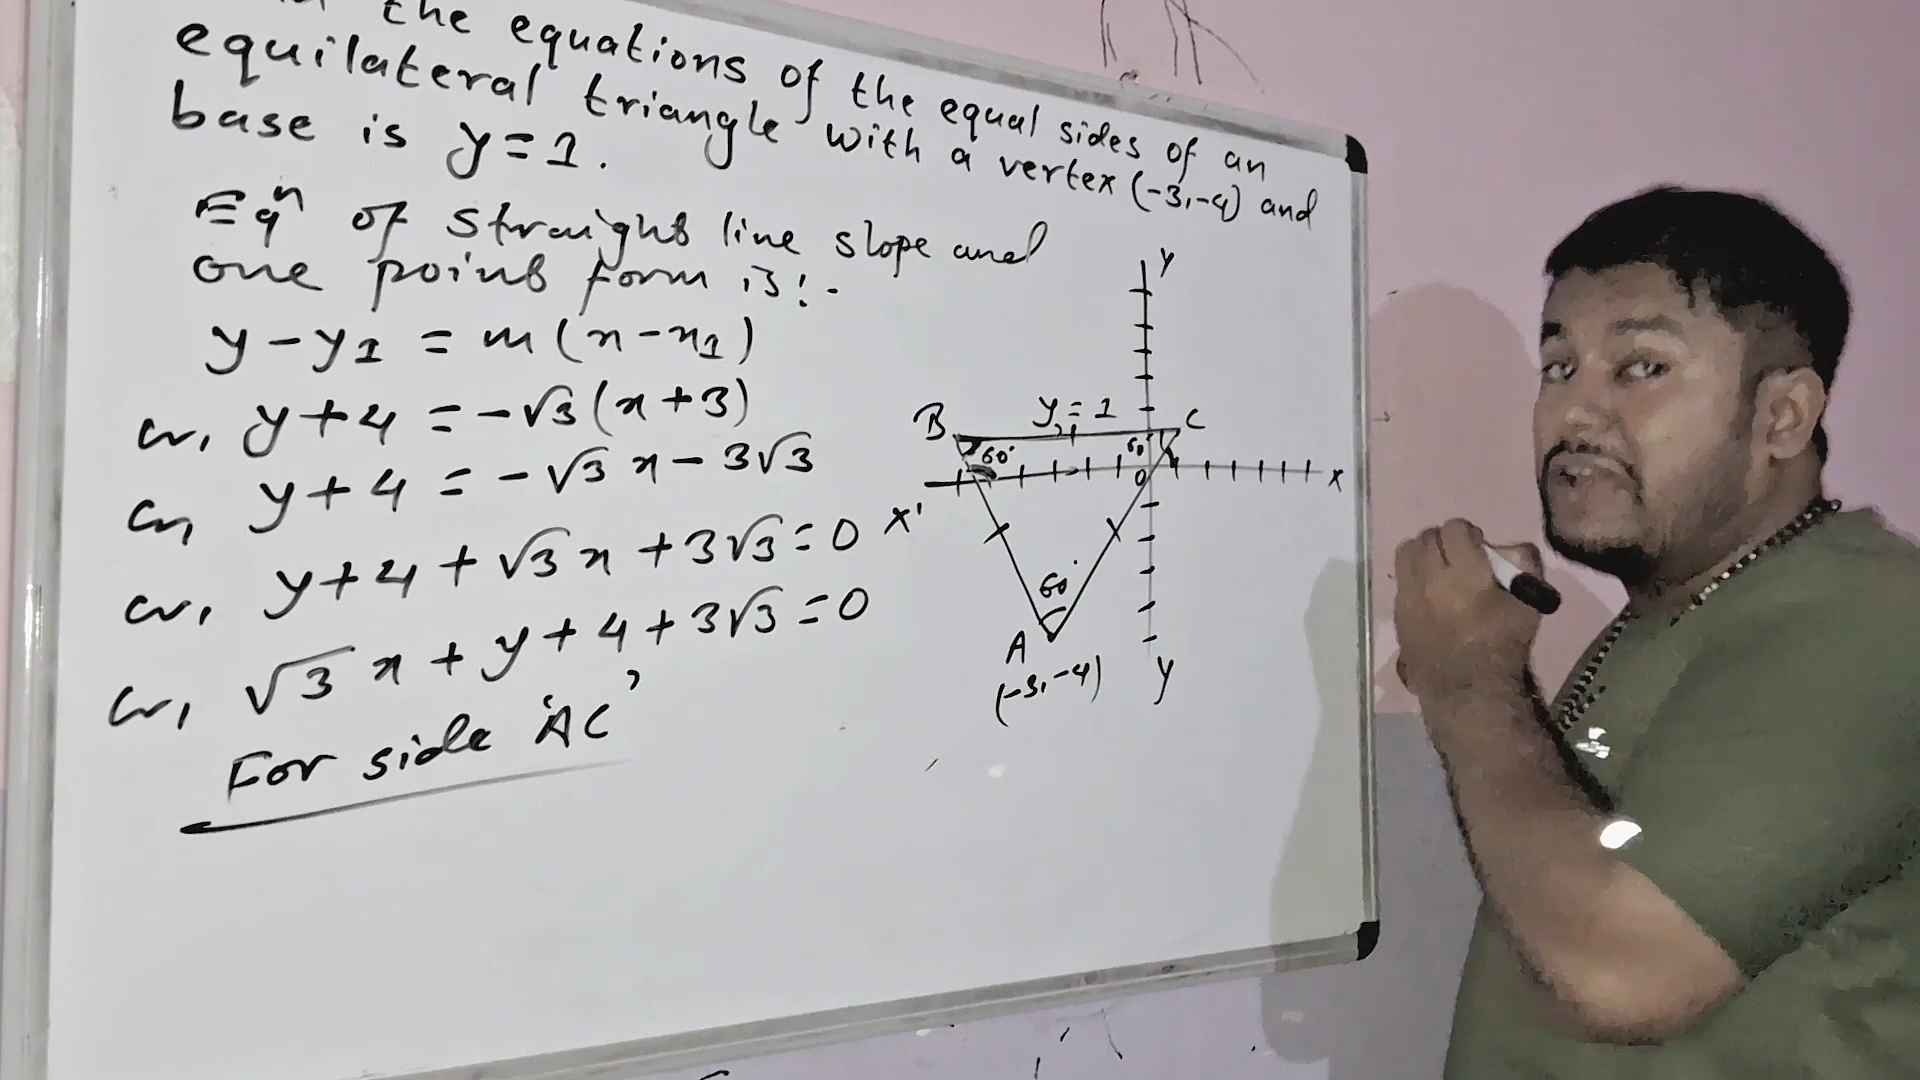 the equations of the equal sides of an
equilateral triangle with a vertex (-3,-4) and
base is y=1.
Eqⁿ of straight line slope and
one point form is:-
y-y1 = m(x-x1)
or, y+4 = -√3(x+3)
or, y+4 = -√3x-3√3
or, y+4+√3x+3√3=0
or, √3x+y+4+3√3=0
For side 'AC'
Y
B y=1 C
60° 60
X' 0 X
60°
A
(-3,-4)
Y